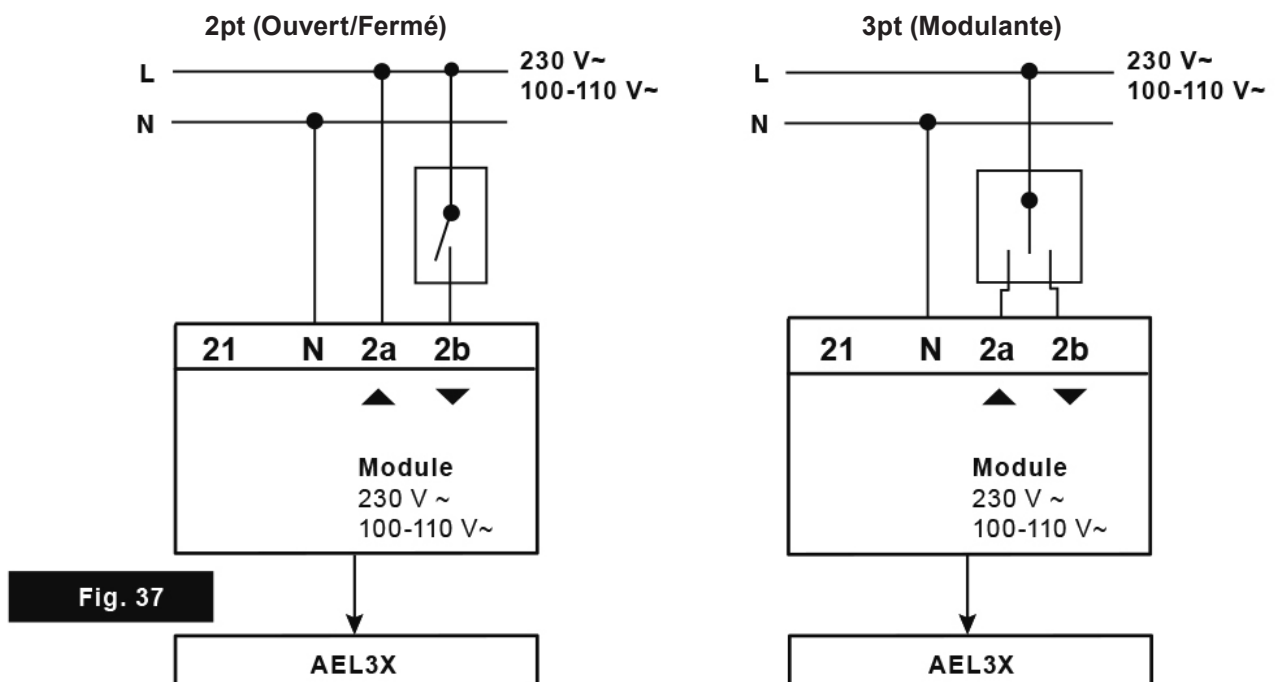 2pt (Ouvert/Fermé)
L
230 V~
100-110 V~
N
21 N 2a 2b
Module
230 V ~
100-110 V~
Fig. 37
AEL3X
3pt (Modulante)
L
230 V~
100-110 V~
N
21 N 2a 2b
Module
230 V ~
100-110 V~
AEL3X